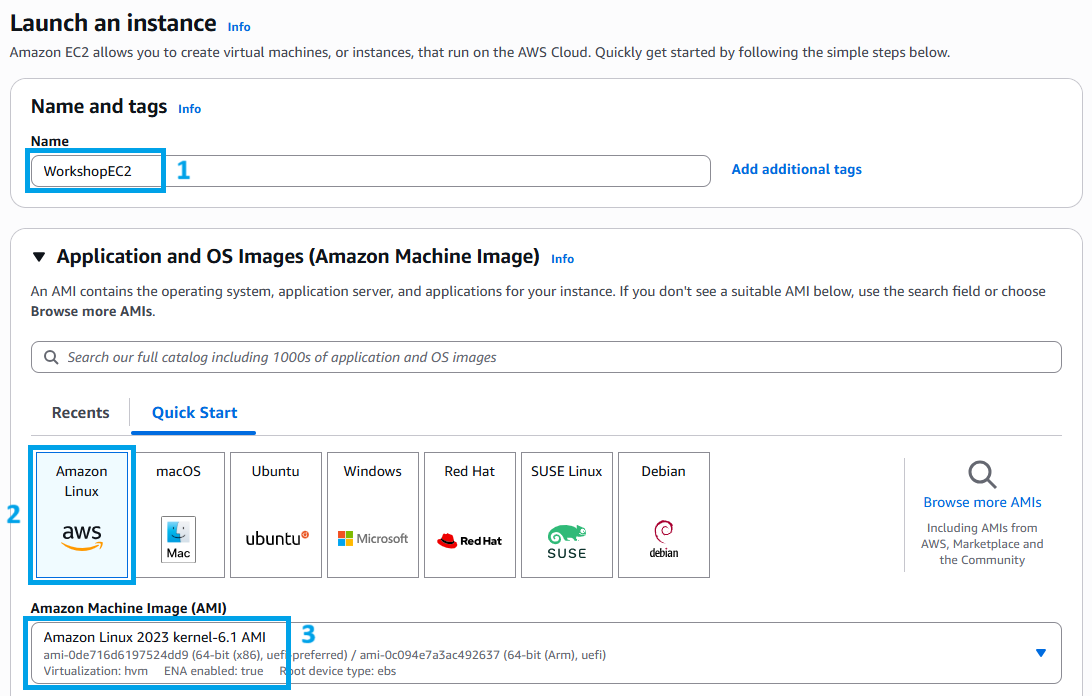 Launch an instance Info
Amazon EC2 allows you to create virtual machines, or instances, that run on the AWS Cloud. Quickly get started by following the simple steps below.
Name and tags Info
Name
WorkshopEC2
1
Add additional tags
Application and OS Images (Amazon Machine Image) Info
An AMI contains the operating system, application server, and applications for your instance. If you don't see a suitable AMI below, use the search field or choose
Browse more AMIs.
Search our full catalog including 1000s of application and OS images
Recents
Quick Start
2
Amazon
Linux
aws
macOS
Mac
Ubuntu
ubuntu
Windows
Microsoft
Red Hat
Red Hat
SUSE Linux
SUSE
Debian
debian
Browse more AMIs
Including AMIs from
AWS, Marketplace and
the Community
Amazon Machine Image (AMI)
Amazon Linux 2023 kernel-6.1 AMI
3
ami-0de716d6197524dd9 (64-bit (x86), uefi-preferred) / ami-0c094e7a3ac492637 (64-bit (Arm), uefi)
Virtualization: hvm ENA enabled: true Root device type: ebs